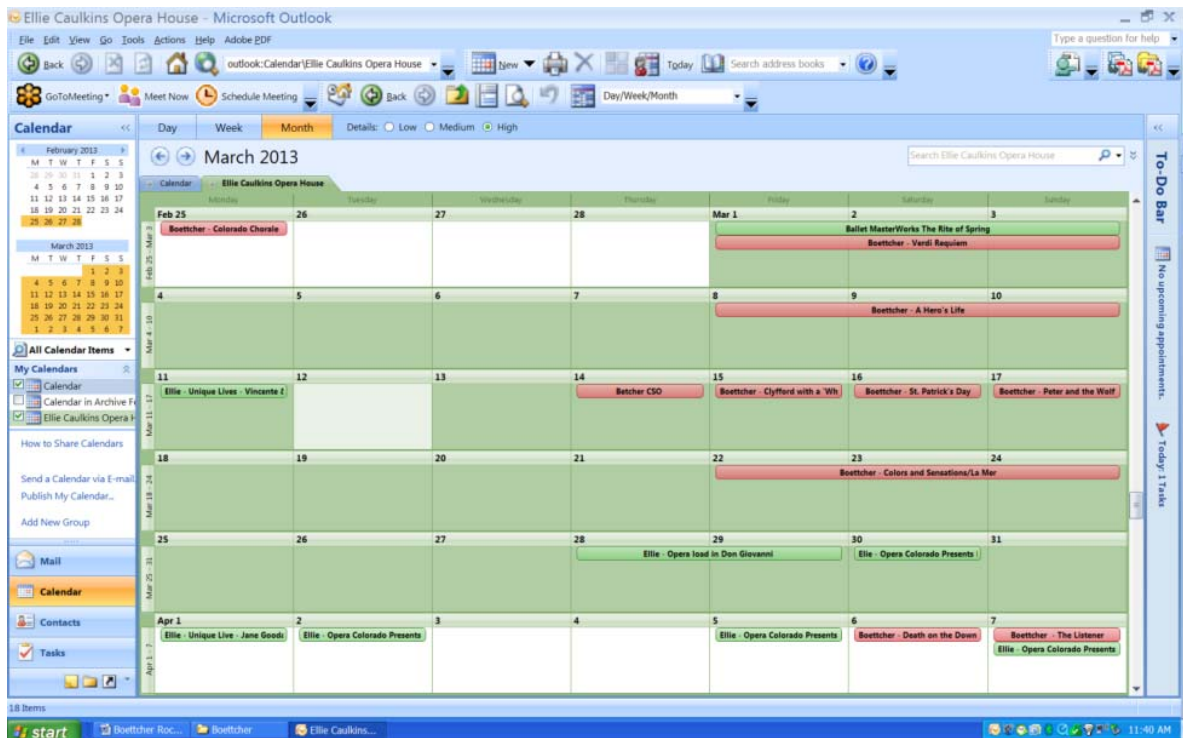 Ellie Caulkins Opera House - Microsoft Outlook
File Edit View Go Tools Actions Help Adobe PDF
Type a question for help
Back outlook:Calendar\Ellie Caulkins Opera House New Today Search address books
GoToMeeting Meet Now Schedule Meeting Back Day/Week/Month
Calendar
Day Week Month Details: Low Medium High
February 2013
M T W T F S S
28 29 30 31 1 2 3
4 5 6 7 8 9 10
11 12 13 14 15 16 17
18 19 20 21 22 23 24
25 26 27 28
March 2013
M T W T F S S
1 2 3
4 5 6 7 8 9 10
11 12 13 14 15 16 17
18 19 20 21 22 23 24
25 26 27 28 29 30 31
1 2 3 4 5 6 7
All Calendar Items
My Calendars
Calendar
Calendar in Archive F
Ellie Caulkins Opera H
How to Share Calendars
Send a Calendar via E-mail
Publish My Calendar...
Add New Group
Mail
Calendar
Contacts
Tasks
March 2013
Search Ellie Caulkins Opera House
Calendar Ellie Caulkins Opera House
Monday Tuesday Wednesday Thursday Friday Saturday Sunday
Feb 25 - Mar 3
Feb 25 26 27 28 Mar 1 2 3
Boettcher - Colorado Chorale
Ballet MasterWorks The Rite of Spring
Boettcher - Verdi Requiem
Mar 4 - 10
4 5 6 7 8 9 10
Boettcher - A Hero's Life
Mar 11 - 17
11 12 13 14 15 16 17
Ellie - Unique Lives - Vincente
Betcher CSO
Boettcher - Clyfford with a 'Wh
Boettcher - St. Patrick's Day
Boettcher - Peter and the Wolf
Mar 18 - 24
18 19 20 21 22 23 24
Boettcher - Colors and Sensations/La Mer
Mar 25 - 31
25 26 27 28 29 30 31
Ellie - Opera load in Don Giovanni
Ellie - Opera Colorado Presents
Apr 1 - 7
Apr 1 2 3 4 5 6 7
Ellie - Unique Live - Jane Good
Ellie - Opera Colorado Presents
Ellie - Opera Colorado Presents
Boettcher - Death on the Down
Boettcher - The Listener
Ellie - Opera Colorado Presents
To-Do Bar
No upcoming appointments.
Today: 1 Tasks
18 Items
start Boettcher Roc... Boettcher Ellie Caulkins... 11:40 AM